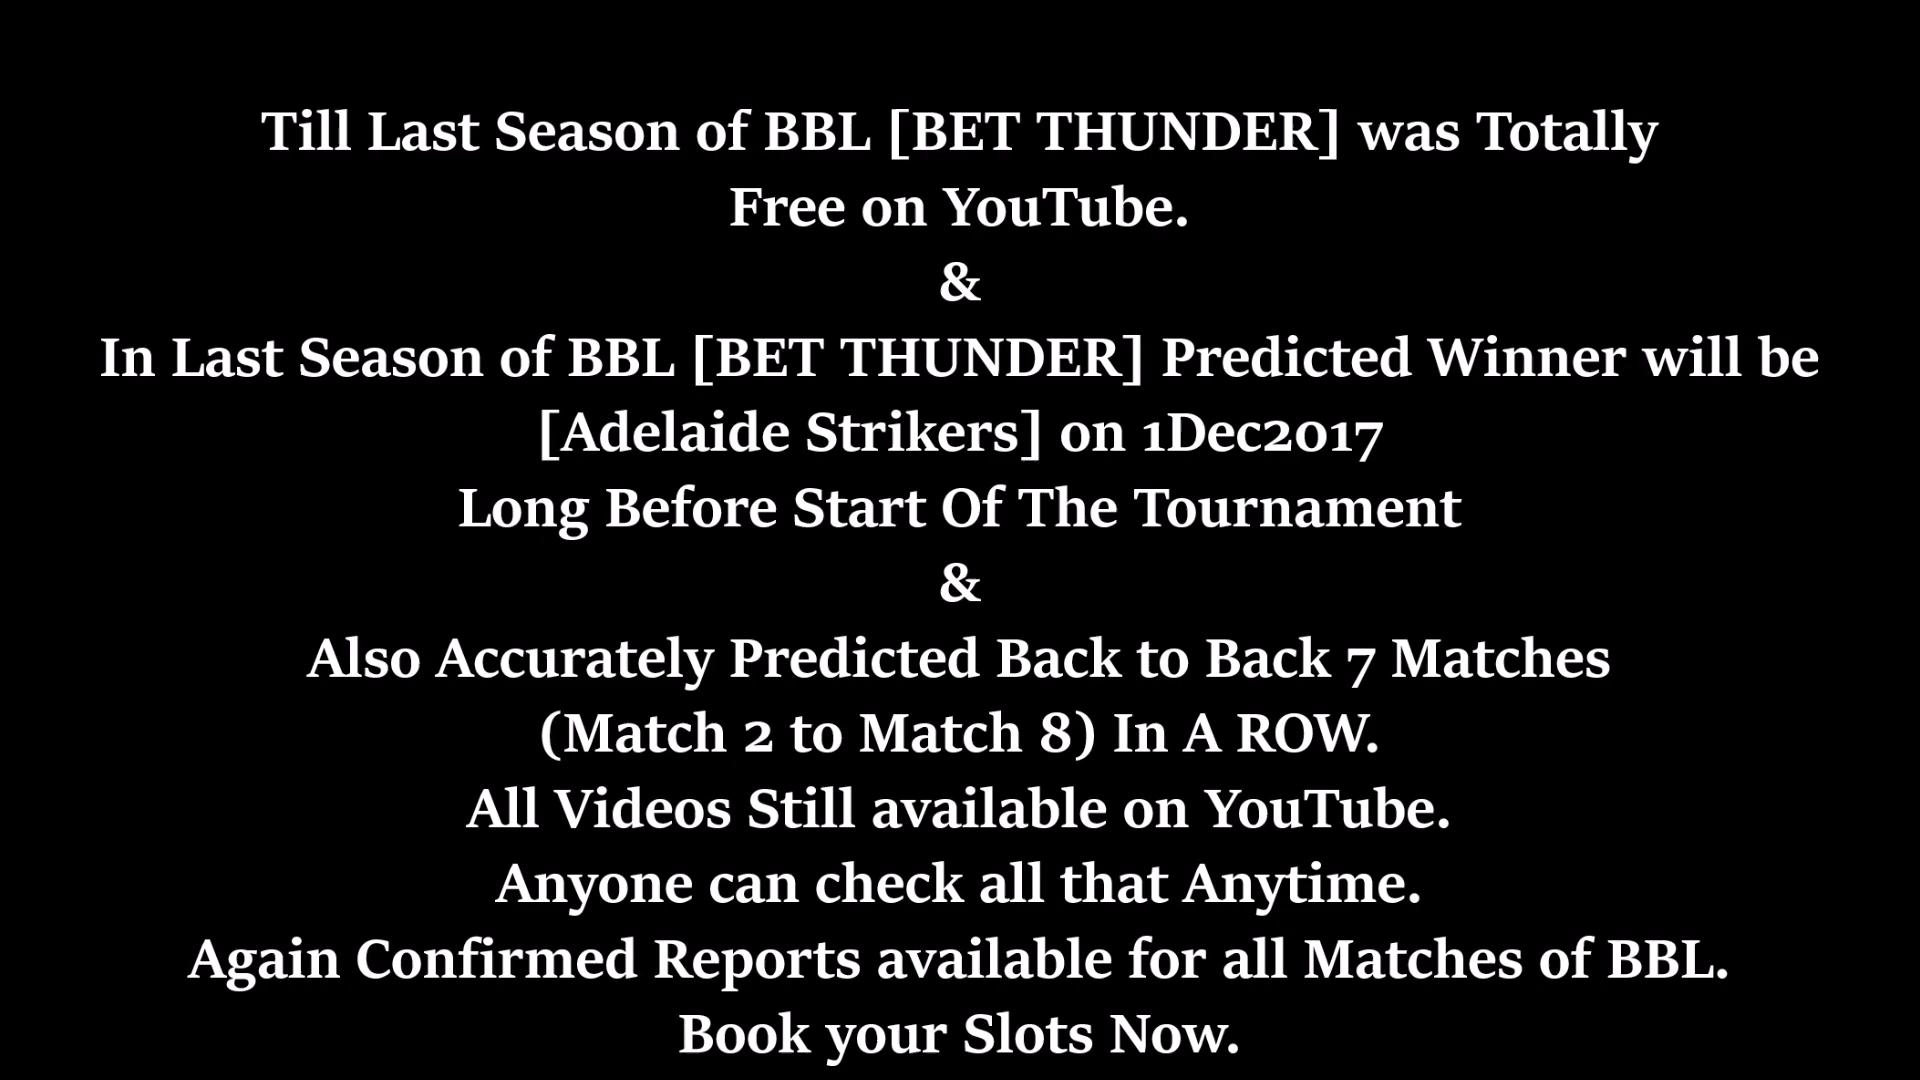 Till Last Season of BBL [BET THUNDER] was Totally
Free on YouTube.
&
In Last Season of BBL [BET THUNDER] Predicted Winner will be
[Adelaide Strikers] on 1Dec2017
Long Before Start Of The Tournament
&
Also Accurately Predicted Back to Back 7 Matches
(Match 2 to Match 8) In A ROW.
All Videos Still available on YouTube.
Anyone can check all that Anytime.
Again Confirmed Reports available for all Matches of BBL.
Book your Slots Now.